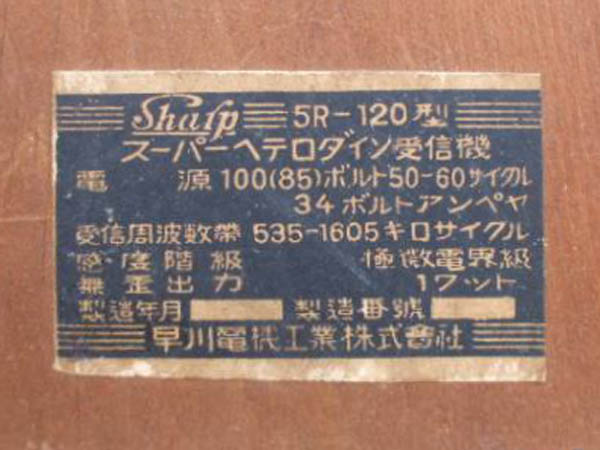 Sharp 5R-120型
スーパーヘテロダイン受信機
電源 100(85)ボルト50-60サイクル
34ボルトアンペヤ
受信周波数帯 535-1605キロサイクル
感度階級 極微電界級
無歪出力 1ワット
製造年月 製造番號
早川電機工業株式會社